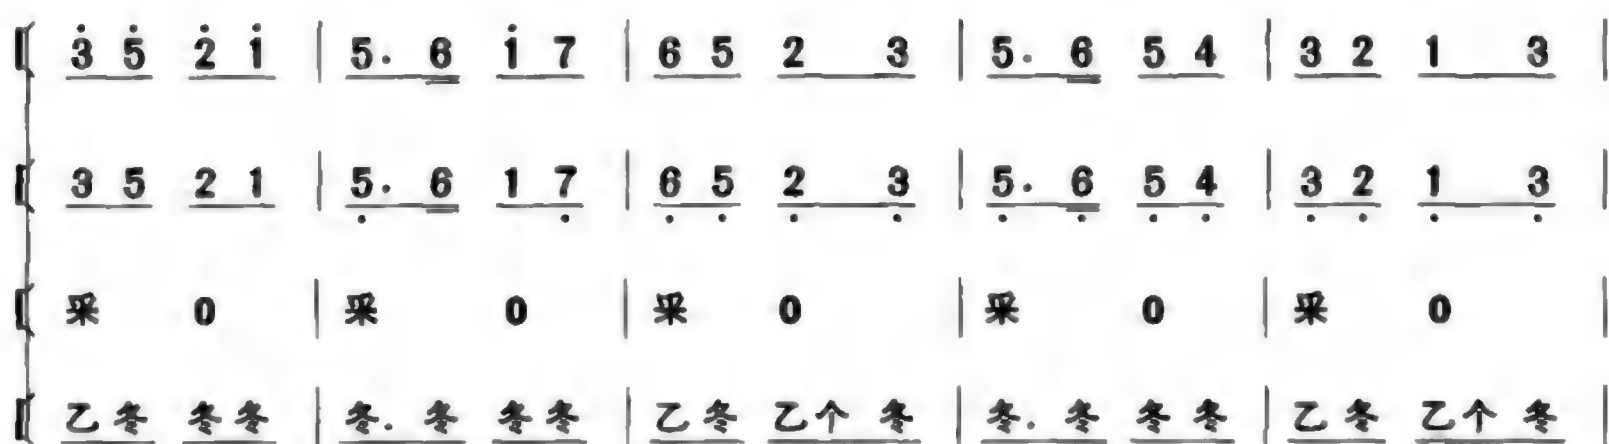 3 5 2 1 | 5. 6 1 7 | 6 5 2 3 | 5. 6 5 4 | 3 2 1 3 |
3 5 2 1 | 5. 6 1 7 | 6 5 2 3 | 5. 6 5 4 | 3 2 1 3 |
采 0 | 采 0 | 采 0 | 采 0 | 采 0 |
乙冬 冬冬 | 冬. 冬 冬冬 | 乙冬 乙个 冬 | 冬. 冬 冬冬 | 乙冬 乙个 冬